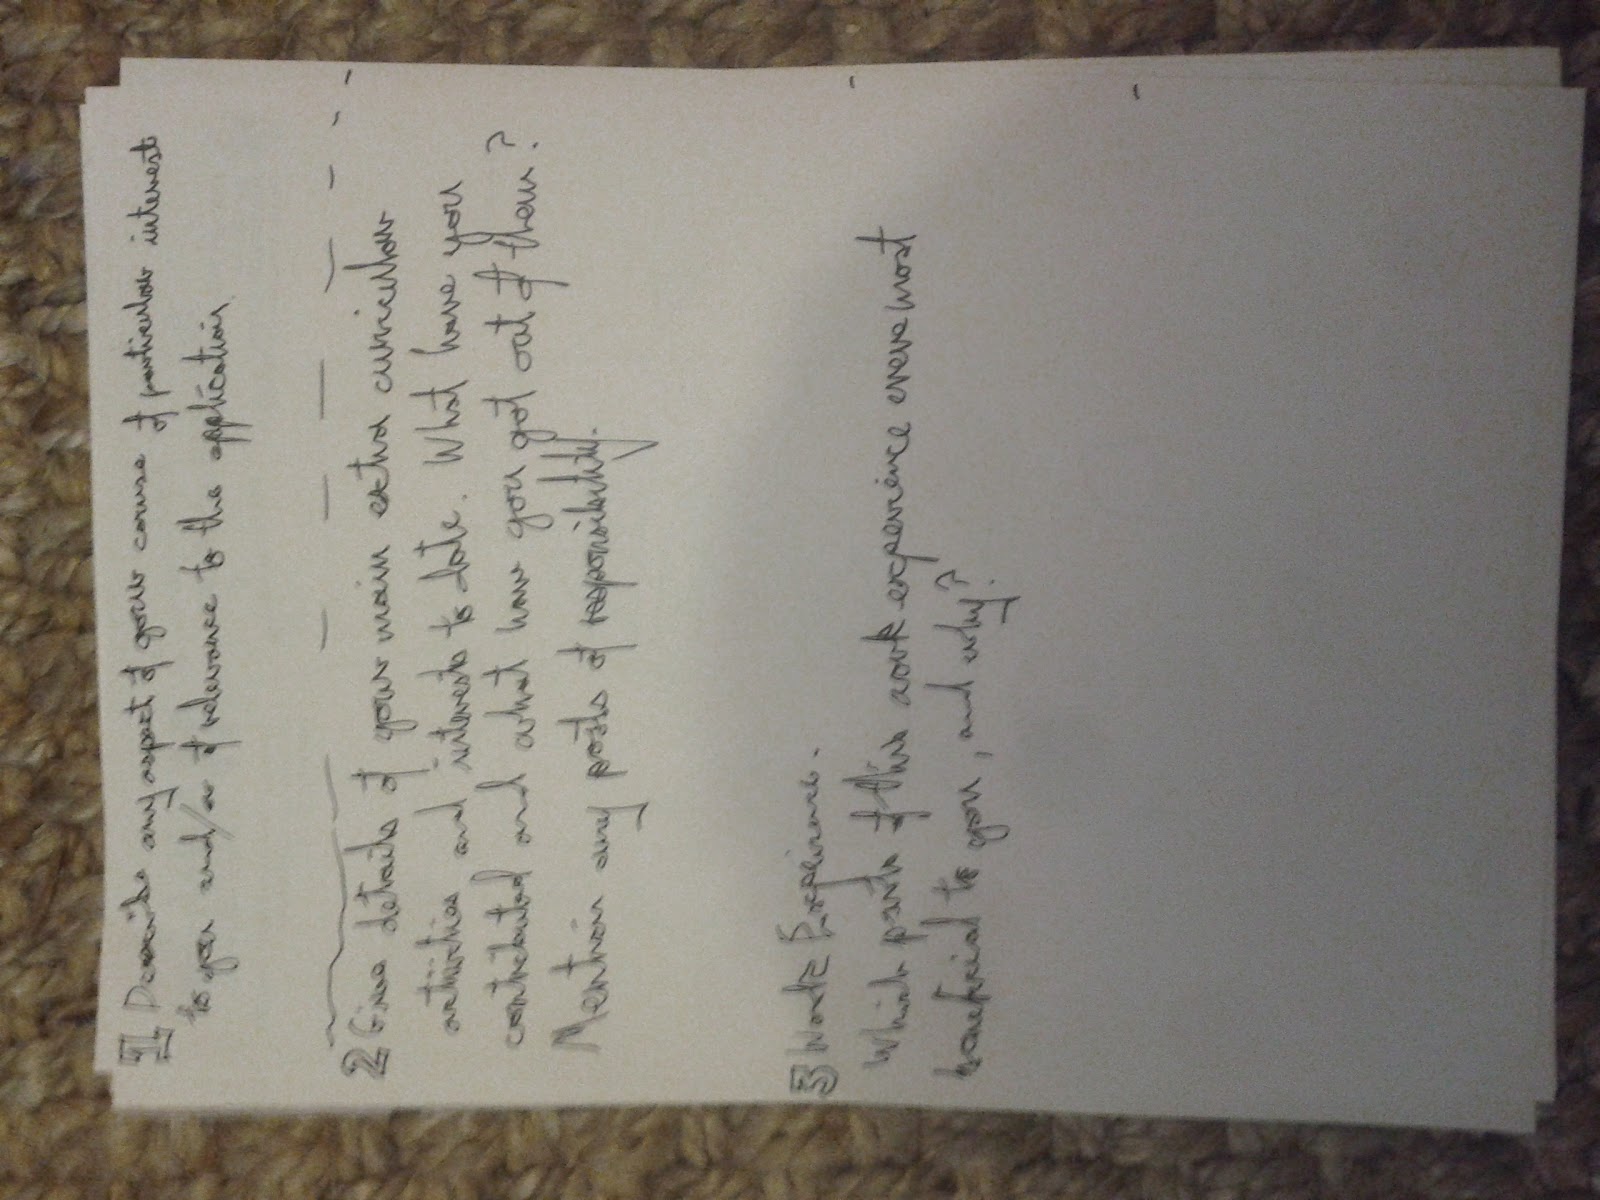 1 Describe any aspect of your course of particular interest
to you and/or of relevance to the application.
2 Give details of your main extra curricular
activities and interests to date. What have you
contributed and what have you got out of them?
Mention any posts of responsibility.
3 Work Expirience.
Which parts of this work experience were most
beneficial to you, and why?